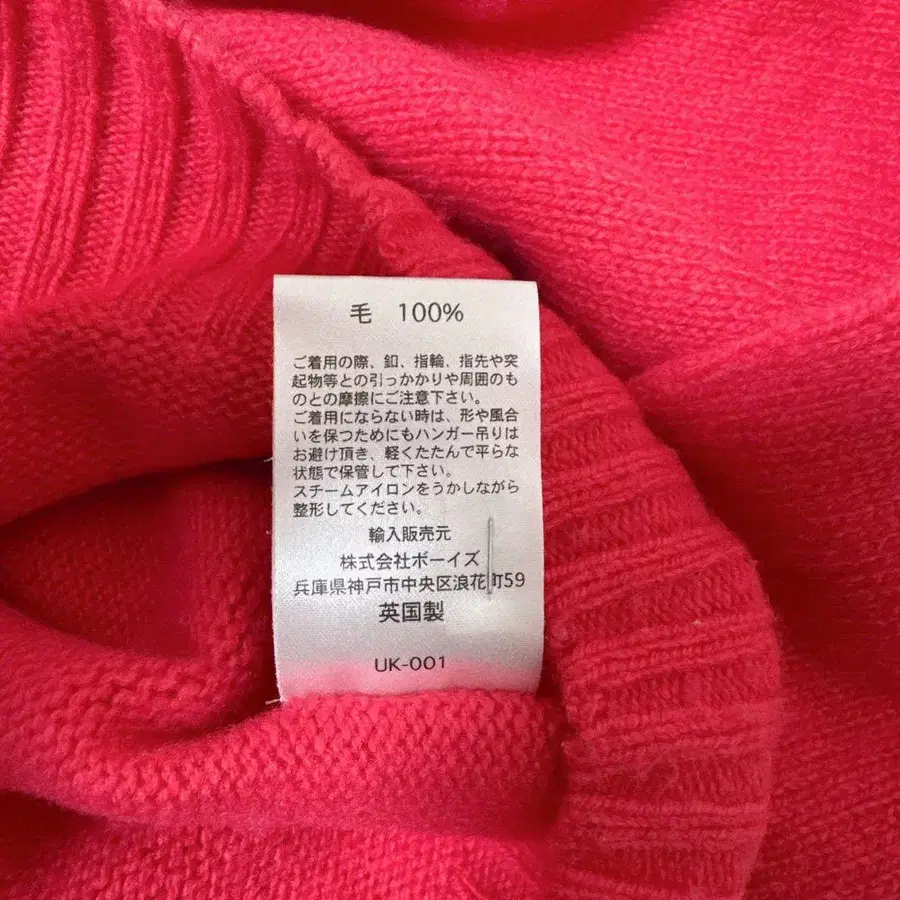 毛 100%
ご着用の際、釦、指輪、指先や突
起物等との引っかかりや周囲のも
のとの摩擦にご注意下さい。
ご着用にならない時は、形や風合
いを保つためにもハンガー吊りは
お避け頂き、軽くたたんで平らな
状態で保管して下さい。
スチームアイロンをうかしながら
整形してください。
輸入販売元
株式会社ボーイズ
兵庫県神戸市中央区浪花町59
英国製
UK-001